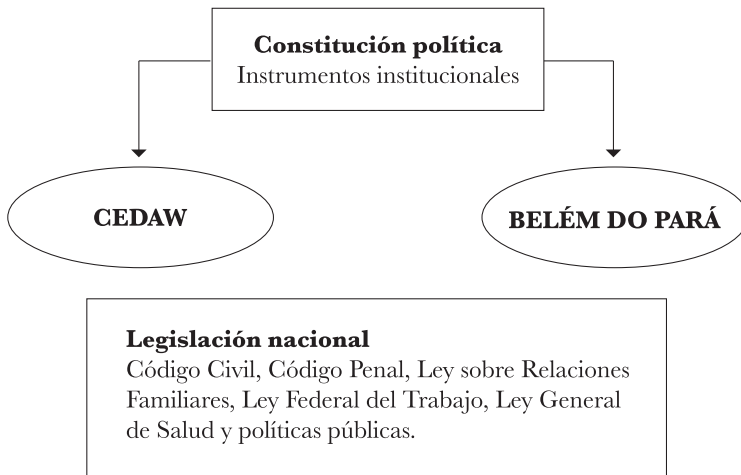 Constitución política
Instrumentos institucionales
CEDAW
BELÉM DO PARÁ
Legislación nacional
Código Civil, Código Penal, Ley sobre Relaciones
Familiares, Ley Federal del Trabajo, Ley General
de Salud y políticas públicas.